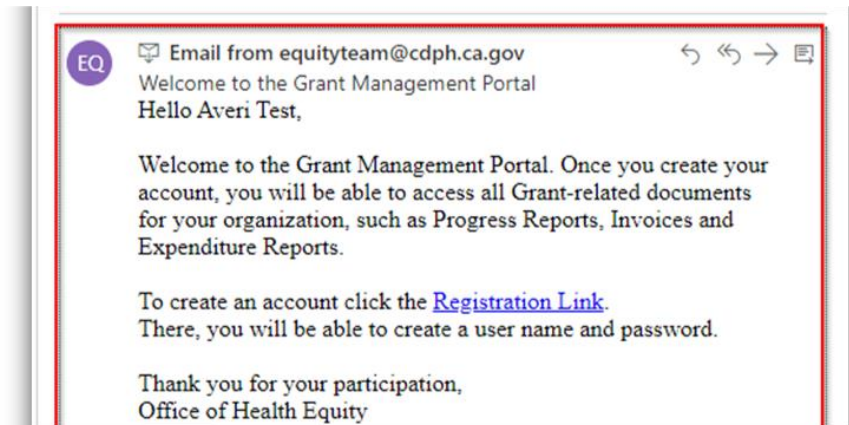 EQ
Email from equityteam@cdph.ca.gov
Welcome to the Grant Management Portal
Hello Averi Test,
Welcome to the Grant Management Portal. Once you create your
account, you will be able to access all Grant-related documents
for your organization, such as Progress Reports, Invoices and
Expenditure Reports.
To create an account click the Registration Link.
There, you will be able to create a user name and password.
Thank you for your participation,
Office of Health Equity